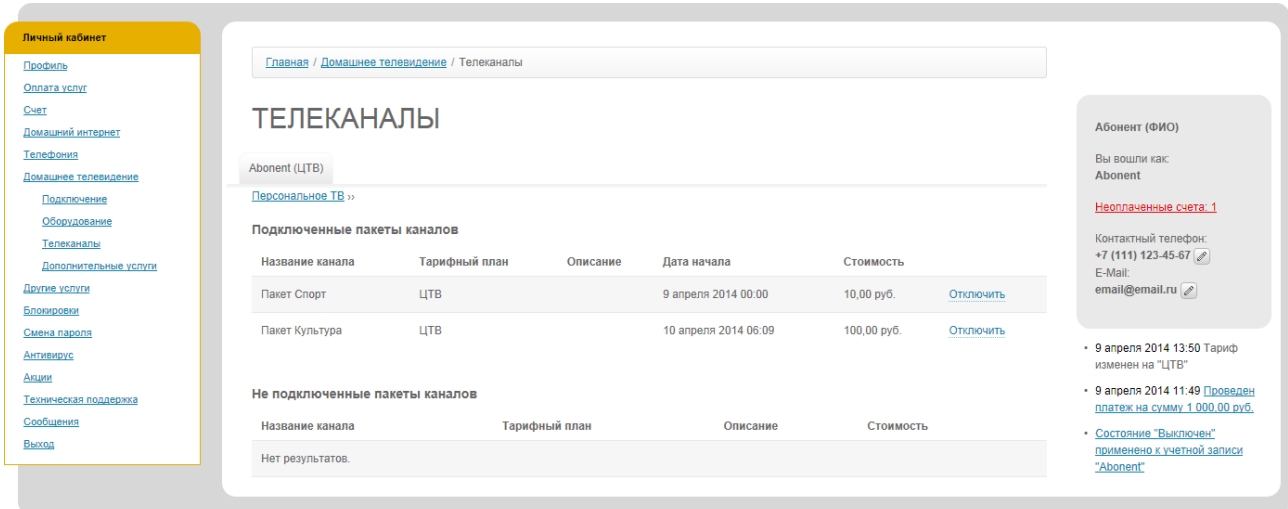 Личный кабинет
Профиль
Оплата услуг
Счет
Домашний интернет
Телефония
Домашнее телевидение
Подключение
Оборудование
Телеканалы
Дополнительные услуги
Другие услуги
Блокировки
Смена пароля
Антивирус
Акции
Техническая поддержка
Сообщения
Выход
Главная / Домашнее телевидение / Телеканалы
ТЕЛЕКАНАЛЫ
Abonent (ЦТВ)
Персональное ТВ ››
Подключенные пакеты каналов
Название канала Тарифный план Описание Дата начала Стоимость
Пакет Спорт ЦТВ 9 апреля 2014 00:00 10,00 руб. Отключить
Пакет Культура ЦТВ 10 апреля 2014 06:09 100,00 руб. Отключить
Не подключенные пакеты каналов
Название канала Тарифный план Описание Стоимость
Нет результатов.
Абонент (ФИО)
Вы вошли как:
Abonent
Неоплаченные счета: 1
Контактный телефон:
+7 (111) 123-45-67
E-Mail:
email@email.ru
• 9 апреля 2014 13:50 Тариф
изменен на "ЦТВ"
• 9 апреля 2014 11:49 Проведен
платеж на сумму 1 000,00 руб.
• Состояние "Выключен"
применено к учетной записи
"Abonent"